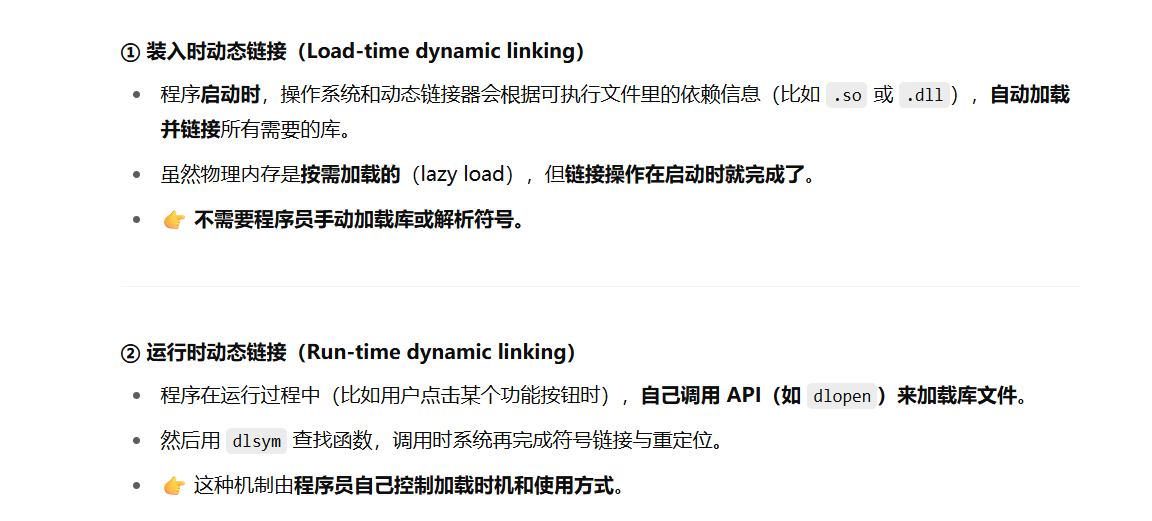 ① 装入时动态链接（Load-time dynamic linking）
程序启动时，操作系统和动态链接器会根据可执行文件里的依赖信息（比如 .so 或 .dll），自动加载
并链接所有需要的库。
虽然物理内存是按需加载的（lazy load），但链接操作在启动时就完成了。
👉 不需要程序员手动加载库或解析符号。
② 运行时动态链接（Run-time dynamic linking）
程序在运行过程中（比如用户点击某个功能按钮时），自己调用 API（如 dlopen）来加载库文件。
然后用 dlsym 查找函数，调用时系统再完成符号链接与重定位。
👉 这种机制由程序员自己控制加载时机和使用方式。